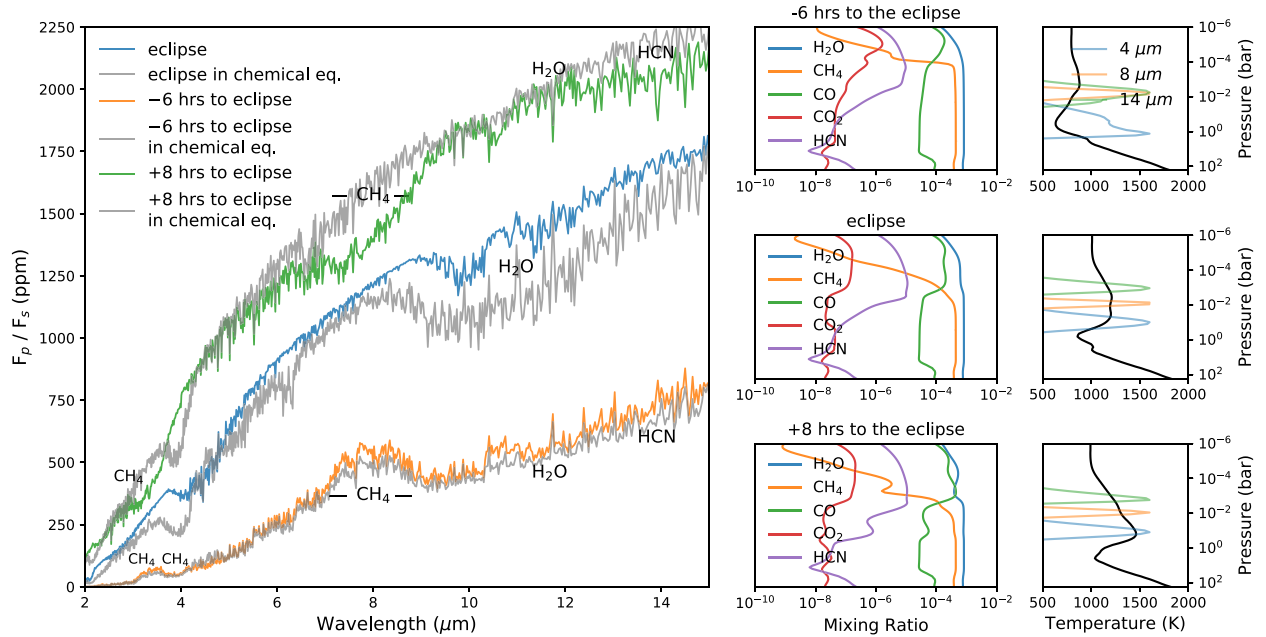 2250
2000
1750
1500
1250
1000
750
500
250
0
F_p / F_s (ppm)
eclipse
eclipse in chemical eq.
−6 hrs to eclipse
−6 hrs to eclipse
in chemical eq.
+8 hrs to eclipse
+8 hrs to eclipse
in chemical eq.
HCN
H₂O
CH₄
H₂O
CH₄
HCN
H₂O
CH₄
CH₄ CH₄
2 4 6 8 10 12 14
Wavelength (μm)
-6 hrs to the eclipse
H₂O
CH₄
CO
CO₂
HCN
10⁻¹⁰ 10⁻⁸ 10⁻⁶ 10⁻⁴ 10⁻²
4 μm
8 μm
14 μm
10⁻⁶
10⁻⁴
10⁻²
10⁰
10²
Pressure (bar)
500 1000 1500 2000
eclipse
H₂O
CH₄
CO
CO₂
HCN
10⁻¹⁰ 10⁻⁸ 10⁻⁶ 10⁻⁴ 10⁻²
10⁻⁶
10⁻⁴
10⁻²
10⁰
10²
Pressure (bar)
500 1000 1500 2000
+8 hrs to the eclipse
H₂O
CH₄
CO
CO₂
HCN
10⁻¹⁰ 10⁻⁸ 10⁻⁶ 10⁻⁴ 10⁻²
Mixing Ratio
10⁻⁶
10⁻⁴
10⁻²
10⁰
10²
Pressure (bar)
500 1000 1500 2000
Temperature (K)